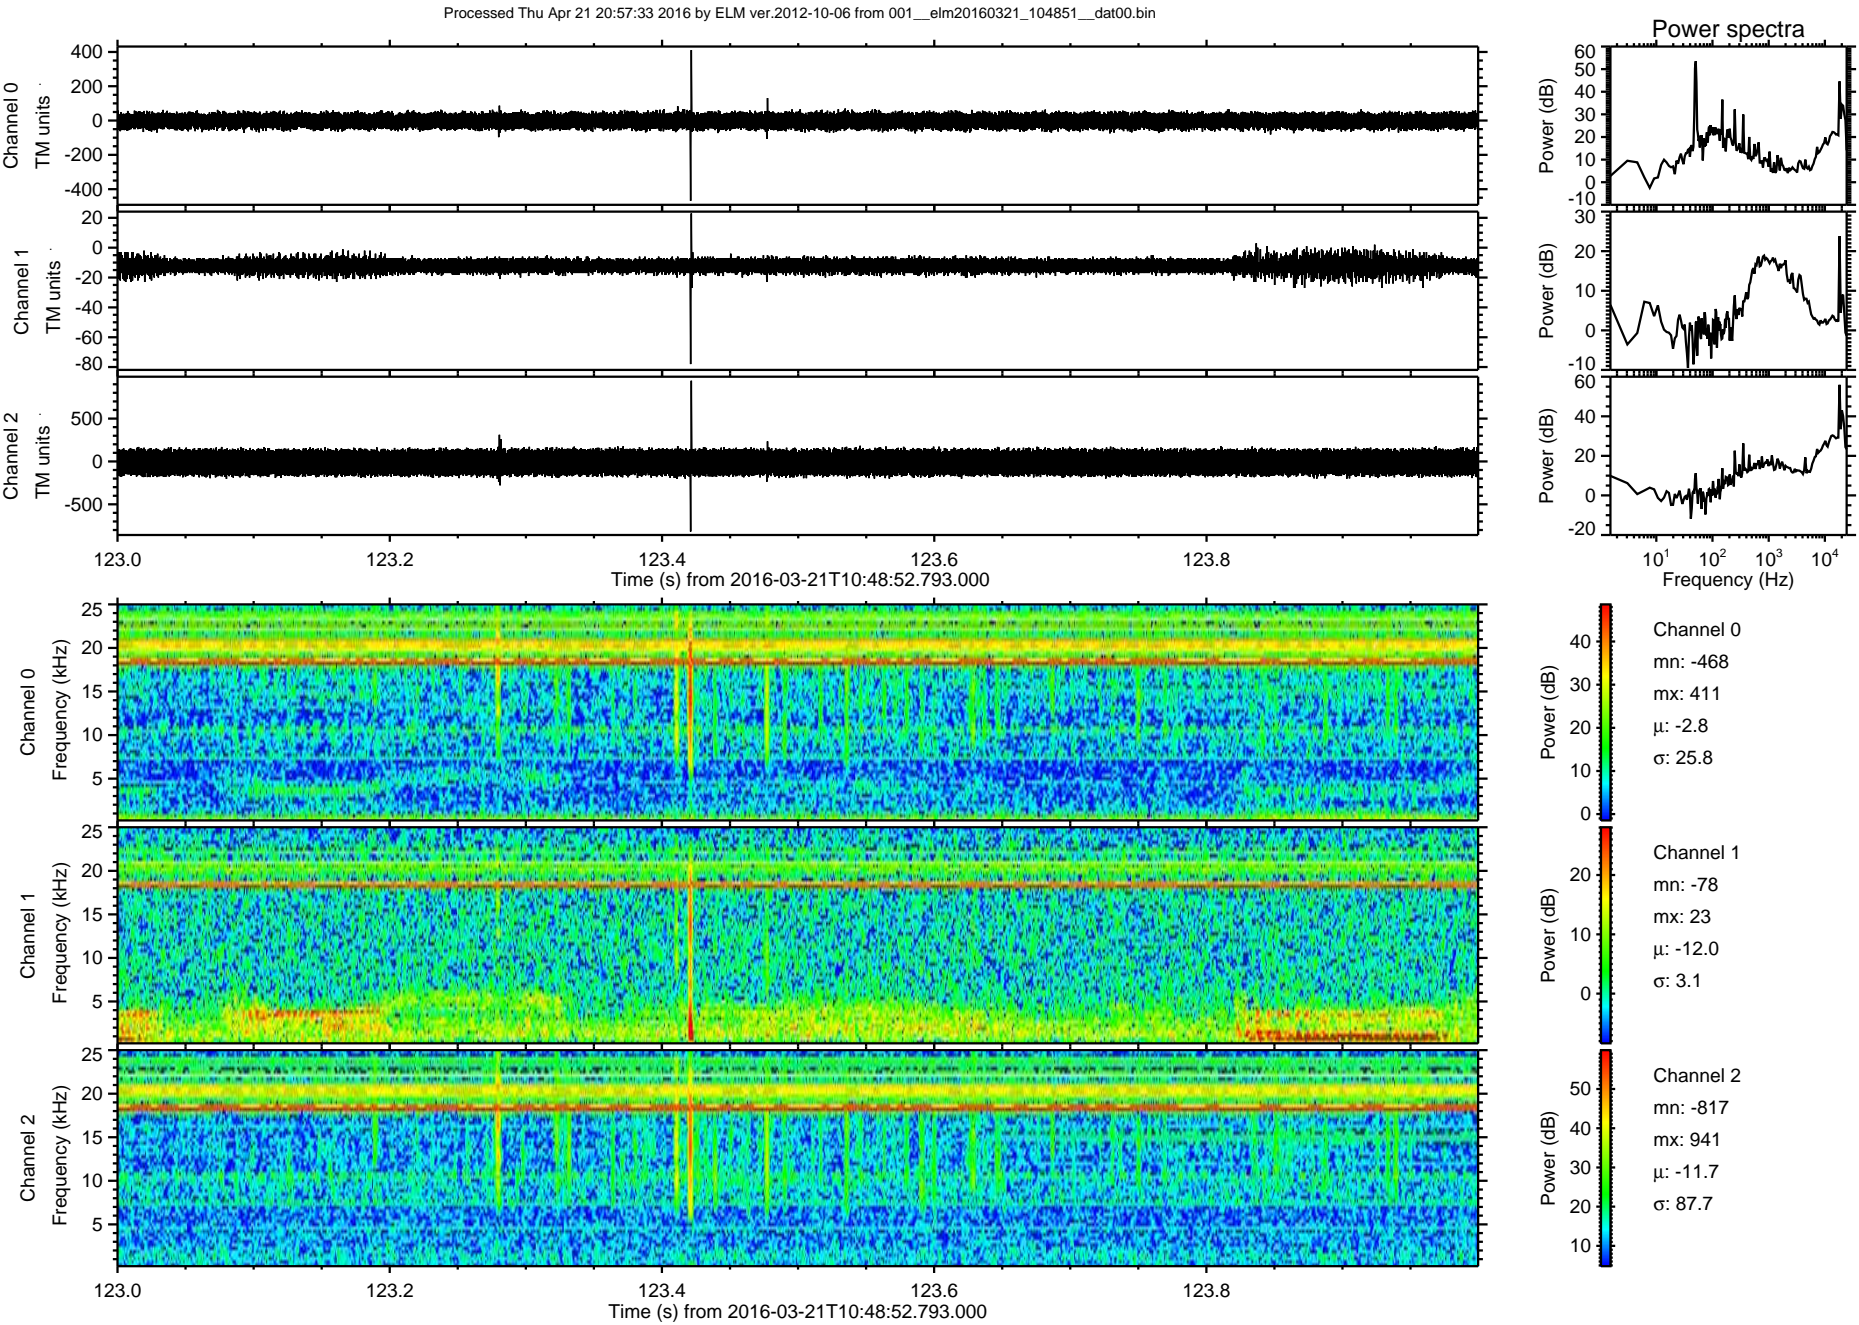 Processed Thu Apr 21 20:57:33 2016 by ELM ver.2012-10-06 from 001__elm20160321_104851__dat00.bin
Power spectra
Channel 0
TM units
400
200
0
-200
-400
Power (dB)
60
50
40
30
20
10
0
-10
Channel 1
TM units
20
0
-20
-40
-60
-80
Power (dB)
30
20
10
0
-10
Channel 2
TM units
500
0
-500
Power (dB)
60
40
20
0
-20
123.0 123.2 123.4 123.6 123.8
Time (s) from 2016-03-21T10:48:52.793.000
10^1 10^2 10^3 10^4
Frequency (Hz)
Channel 0
Frequency (kHz)
25
20
15
10
5
Power (dB)
40
30
20
10
0
Channel 0
mn: -468
mx: 411
µ: -2.8
σ: 25.8
Channel 1
Frequency (kHz)
25
20
15
10
5
Power (dB)
20
10
0
Channel 1
mn: -78
mx: 23
µ: -12.0
σ: 3.1
Channel 2
Frequency (kHz)
25
20
15
10
5
Power (dB)
50
40
30
20
10
Channel 2
mn: -817
mx: 941
µ: -11.7
σ: 87.7
123.0 123.2 123.4 123.6 123.8
Time (s) from 2016-03-21T10:48:52.793.000